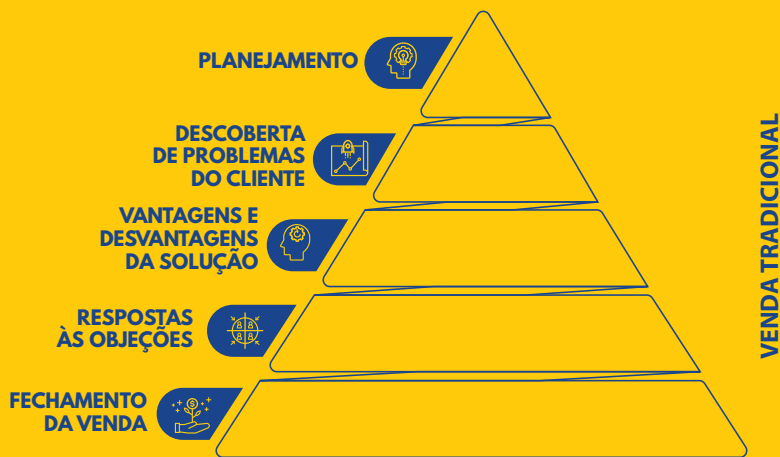 PLANEJAMENTO
DESCOBERTA
DE PROBLEMAS
DO CLIENTE
VANTAGENS E
DESVANTAGENS
DA SOLUÇÃO
RESPOSTAS
ÀS OBJEÇÕES
FECHAMENTO
DA VENDA
VENDA TRADICIONAL